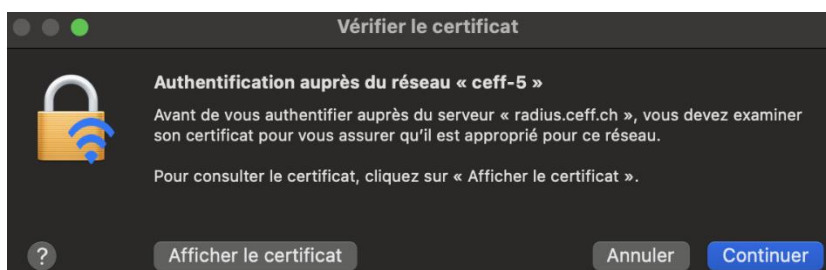 Vérifier le certificat
Authentification auprès du réseau « ceff-5 »
Avant de vous authentifier auprès du serveur « radius.ceff.ch », vous devez examiner
son certificat pour vous assurer qu'il est approprié pour ce réseau.
Pour consulter le certificat, cliquez sur « Afficher le certificat ».
? Afficher le certificat Annuler Continuer